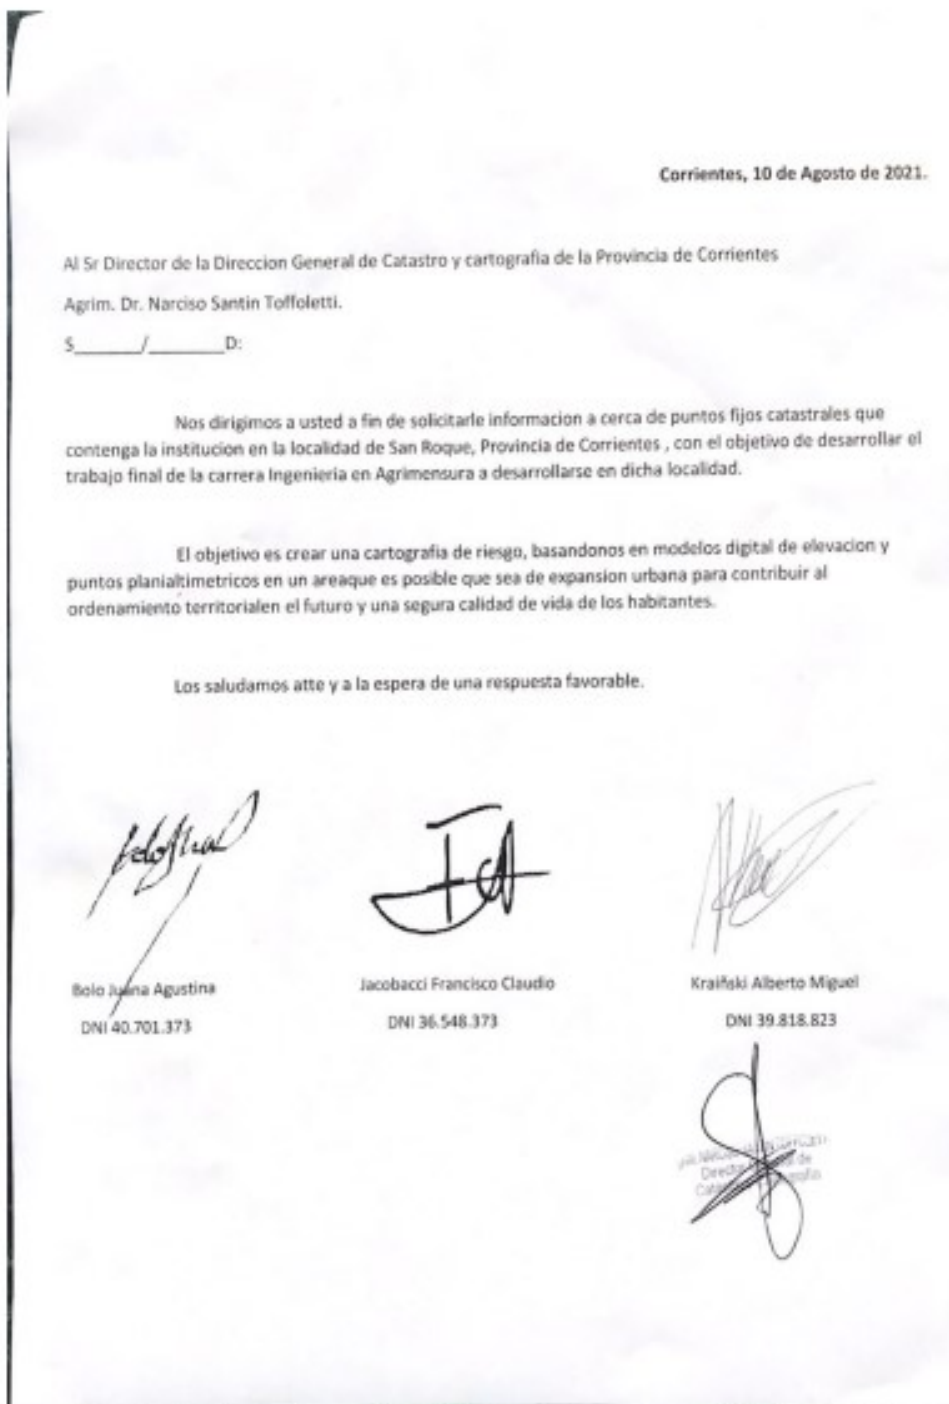 Corrientes, 10 de Agosto de 2021.
Al Sr Director de la Direccion General de Catastro y cartografia de la Provincia de Corrientes
Agrim. Dr. Narciso Santin Toffoletti.
S______/________D:
Nos dirigimos a usted a fin de solicitarle informacion a cerca de puntos fijos catastrales que
contenga la institucion en la localidad de San Roque, Provincia de Corrientes , con el objetivo de desarrollar el
trabajo final de la carrera Ingenieria en Agrimensura a desarrollarse en dicha localidad.
El objetivo es crear una cartografia de riesgo, basandonos en modelos digital de elevacion y
puntos planialtimetricos en un areaque es posible que sea de expansion urbana para contribuir al
ordenamiento territorialen el futuro y una segura calidad de vida de los habitantes.
Los saludamos atte y a la espera de una respuesta favorable.
Bolo Juana Agustina Jacobacci Francisco Claudio Kraiński Alberto Miguel
DNI 40.701.373 DNI 36.548.373 DNI 39.818.823
de